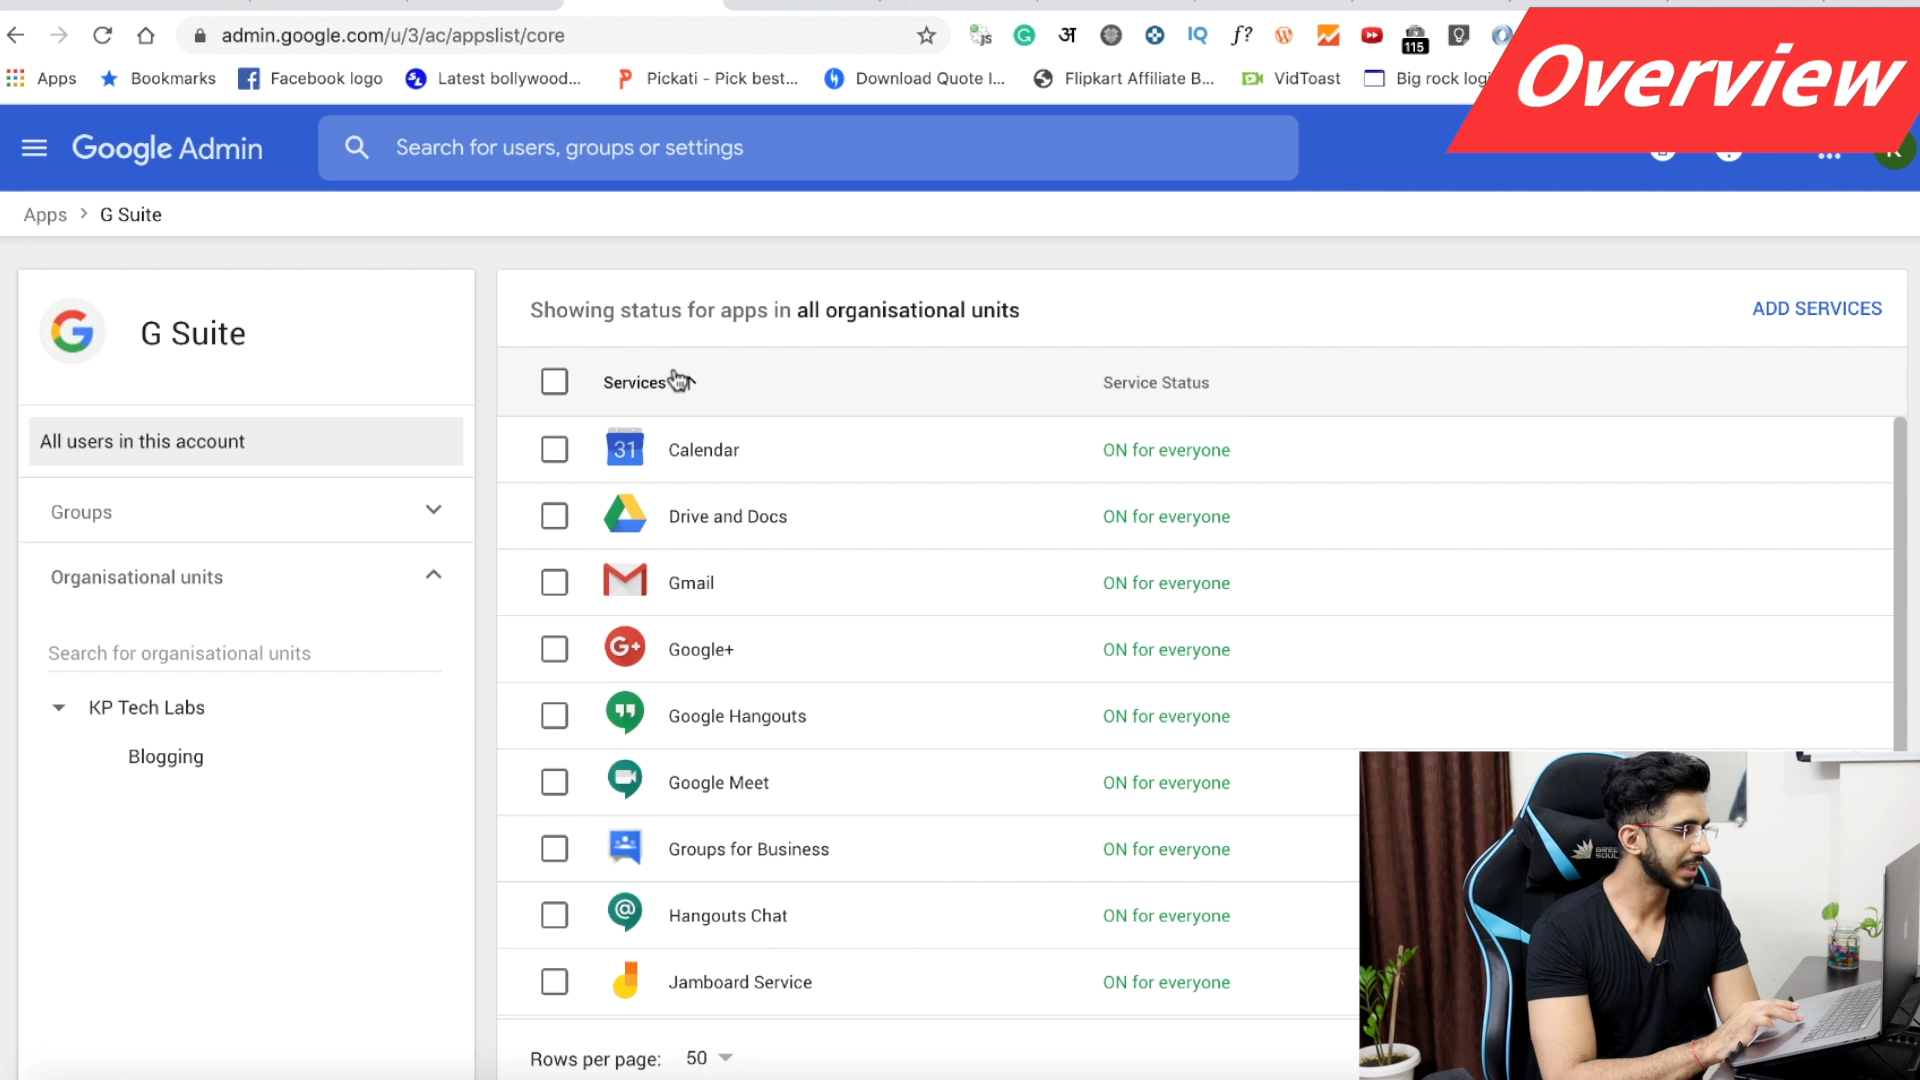 admin.google.com/u/3/ac/appslist/core
अ
IQ
f?
115
Overview
Apps
Bookmarks
Facebook logo
Latest bollywood...
Pickati - Pick best...
Download Quote I...
Flipkart Affiliate B...
VidToast
Big rock logi
Google Admin
Search for users, groups or settings
Apps > G Suite
G Suite
All users in this account
Groups
Organisational units
Search for organisational units
KP Tech Labs
Blogging
Showing status for apps in all organisational units
ADD SERVICES
Services
Service Status
31
Calendar
ON for everyone
Drive and Docs
ON for everyone
Gmail
ON for everyone
G+
Google+
ON for everyone
Google Hangouts
ON for everyone
Google Meet
ON for everyone
Groups for Business
ON for everyone
@
Hangouts Chat
ON for everyone
Jamboard Service
ON for everyone
Rows per page: 50